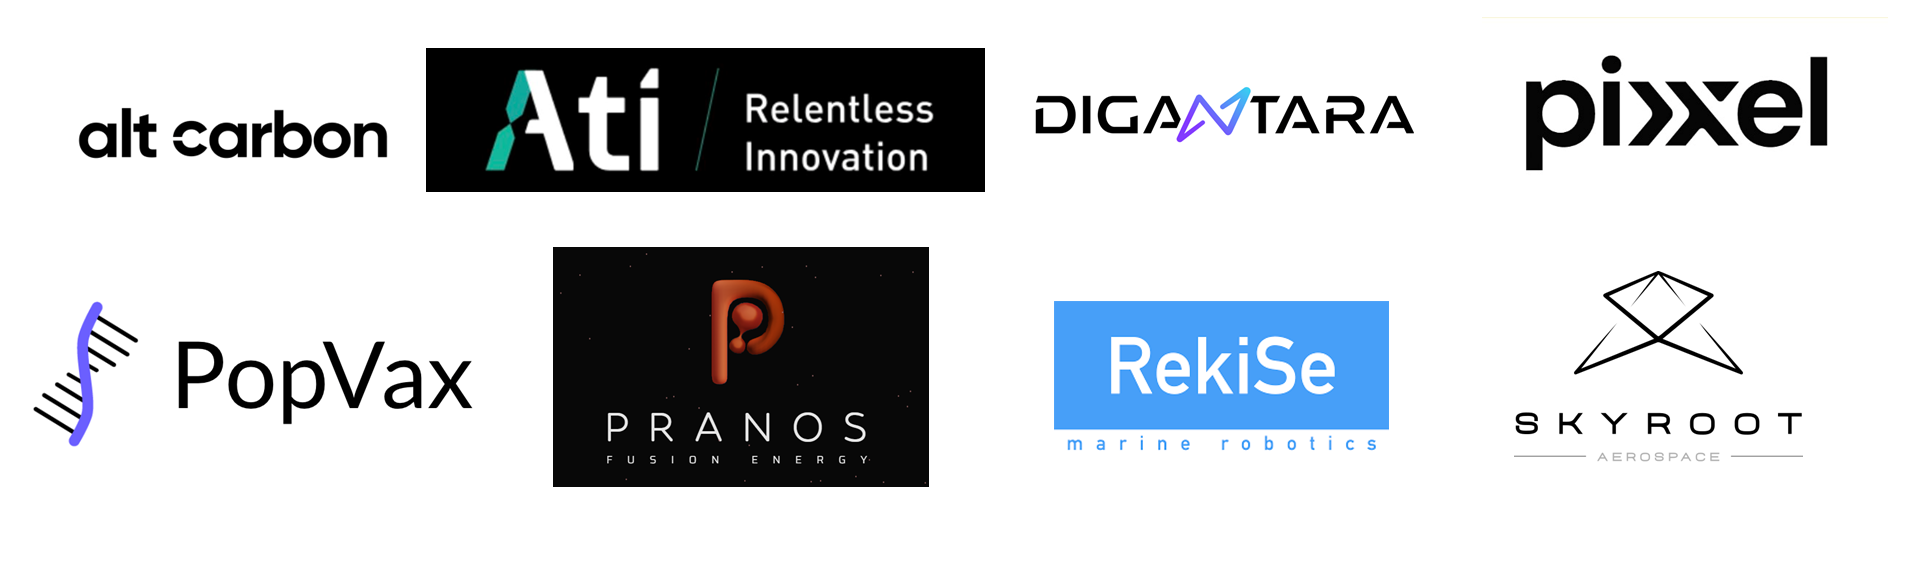 alt carbon
Ati
Relentless
Innovation
DIGANTARA
pixxel
PopVax
PRANOS
FUSION ENERGY
RekiSe
marine robotics
SKYROOT
AEROSPACE